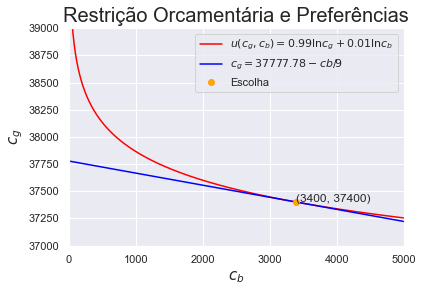 Restrição Orcamentária e Preferências
u(c_g, c_b) = 0.99lnc_g + 0.01lnc_b
c_g = 37777.78 − cb/9
Escolha
39000
38750
38500
38250
38000
37750
37500
37250
37000
c_g
(3400, 37400)
0
1000
2000
3000
4000
5000
c_b